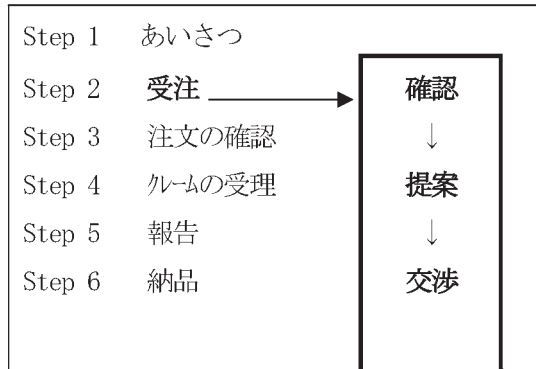 Step 1 あいさつ
Step 2 受注 → 確認
Step 3 注文の確認 ↓
Step 4 ｸﾚｰﾑの受理 提案
Step 5 報告 ↓
Step 6 納品 交渉